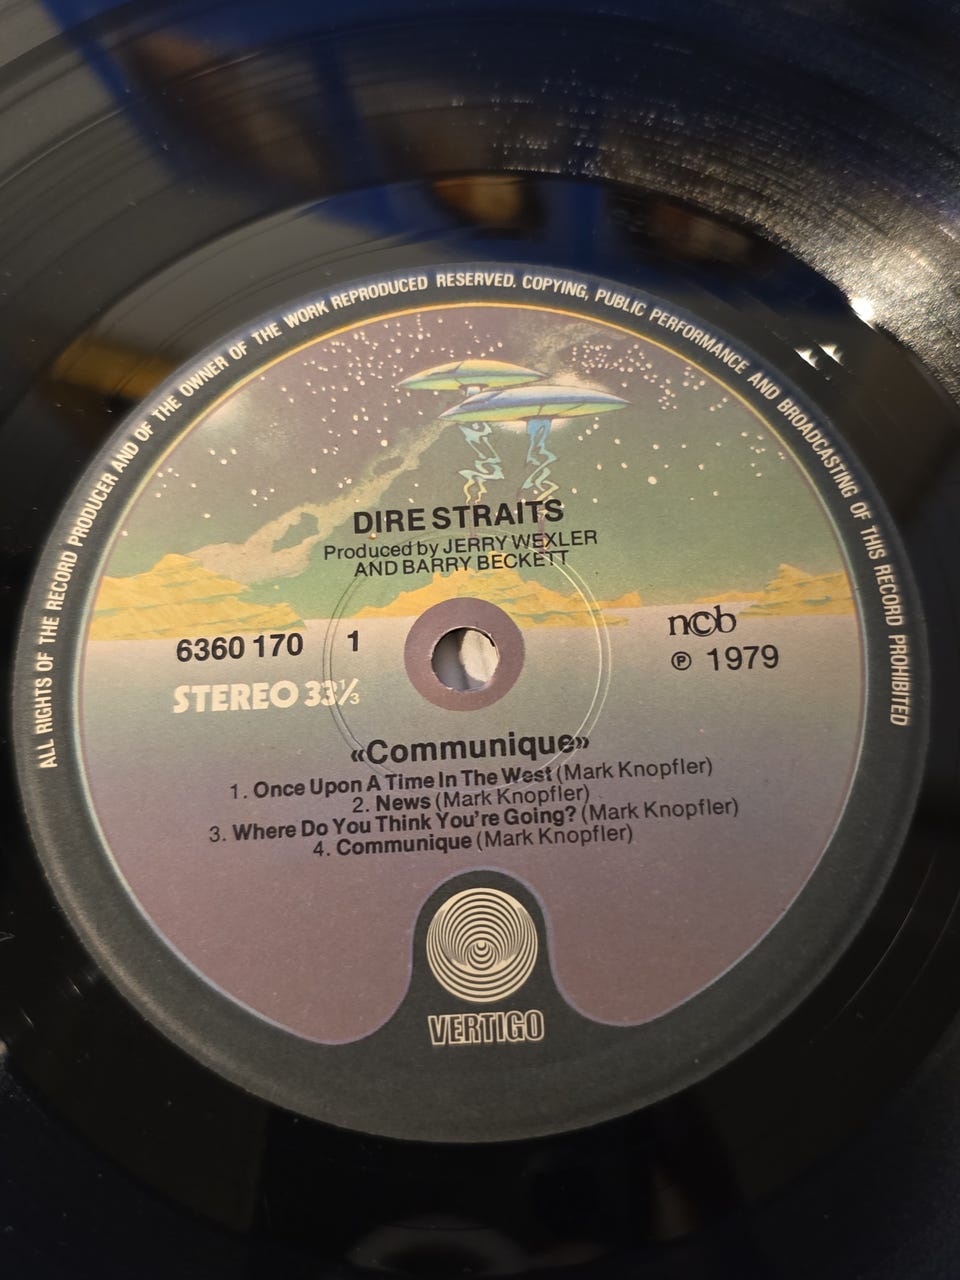 ALL RIGHTS OF THE RECORD PRODUCER AND OF THE OWNER OF THE WORK REPRODUCED RESERVED. COPYING, PUBLIC PERFORMANCE AND BROADCASTING OF THIS RECORD PROHIBITED
DIRE STRAITS
Produced by JERRY WEXLER
AND BARRY BECKETT
6360 170 1
ncb
STEREO 33⅓
℗ 1979
«Communique»
1. Once Upon A Time In The West (Mark Knopfler)
2. News (Mark Knopfler)
3. Where Do You Think You're Going? (Mark Knopfler)
4. Communique (Mark Knopfler)
VERTIGO